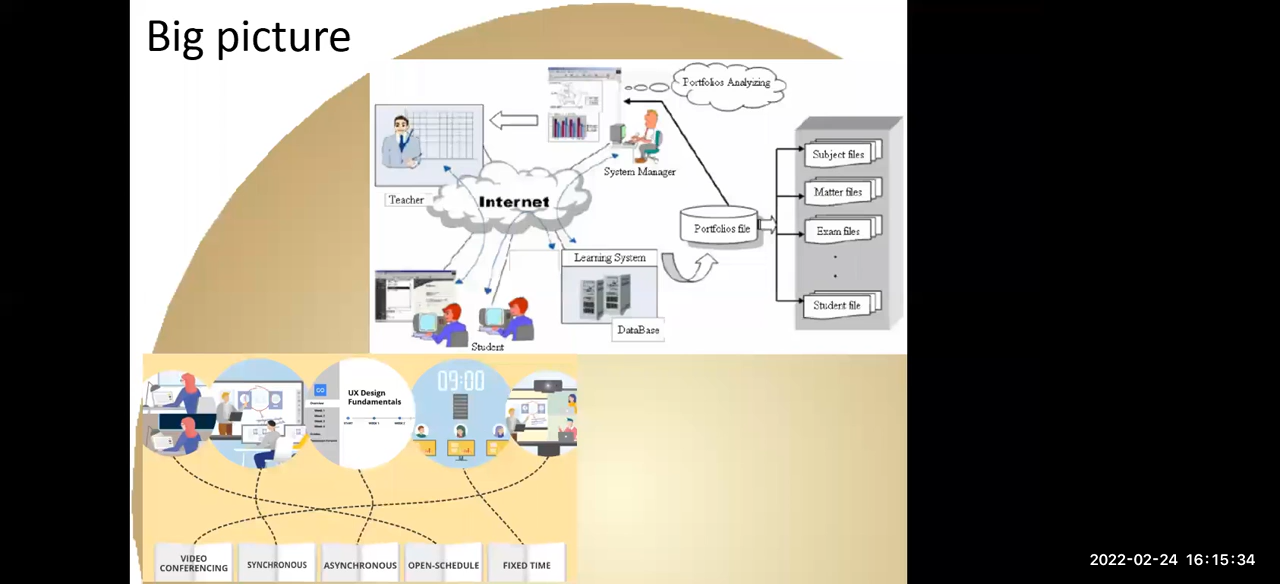 Big picture
Portfolios Analyzing
System Manager
Teacher
Internet
Subject files
Matter files
Portfolios file
Exam files
Student file
Learning System
DataBase
Student
09:00
UX Design
Fundamentals
VIDEO
CONFERENCING
SYNCHRONOUS
ASYNCHRONOUS
OPEN-SCHEDULE
FIXED TIME
2022-02-24 16:15:34